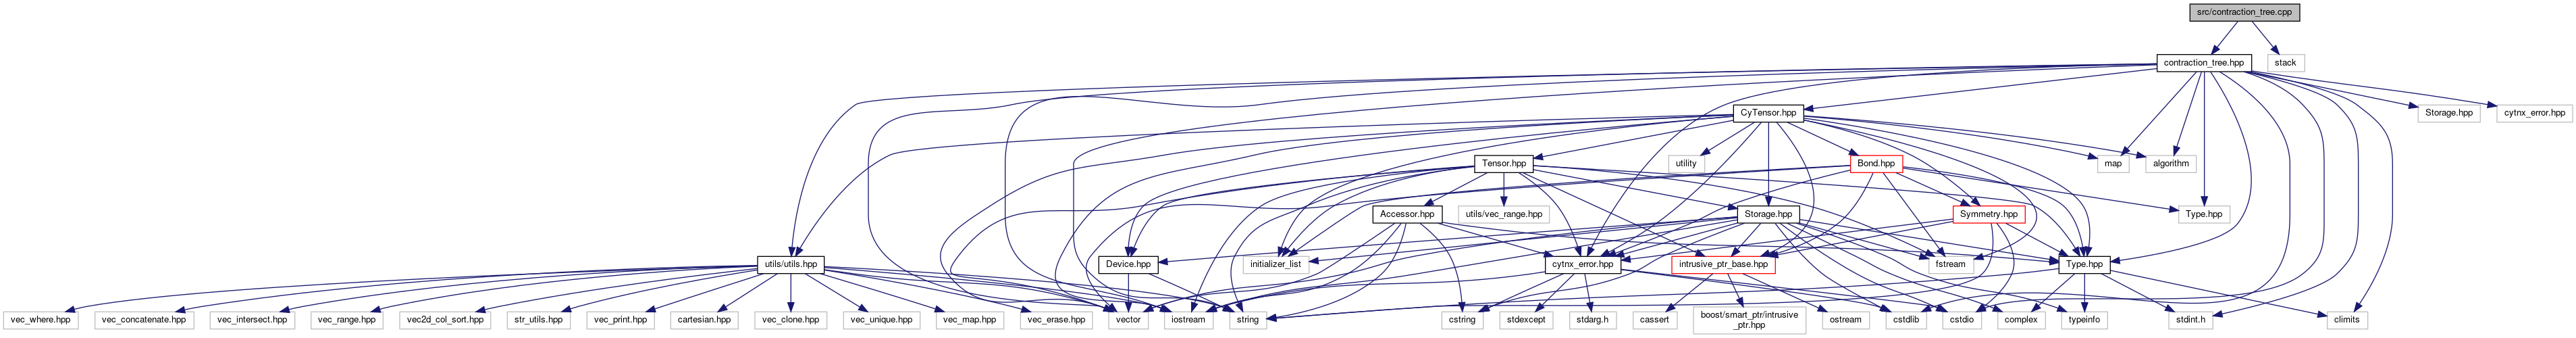 src/contraction_tree.cpp
contraction_tree.hpp
stack
CyTensor.hpp
Storage.hpp
cytnx_error.hpp
Tensor.hpp
utility
Bond.hpp
map
algorithm
Accessor.hpp
utils/vec_range.hpp
Storage.hpp
Symmetry.hpp
Type.hpp
utils/utils.hpp
Device.hpp
initializer_list
cytnx_error.hpp
intrusive_ptr_base.hpp
fstream
Type.hpp
vec_where.hpp
vec_concatenate.hpp
vec_intersect.hpp
vec_range.hpp
vec2d_col_sort.hpp
str_utils.hpp
vec_print.hpp
cartesian.hpp
vec_clone.hpp
vec_unique.hpp
vec_map.hpp
vec_erase.hpp
vector
iostream
string
cstring
stdexcept
stdarg.h
cassert
boost/smart_ptr/intrusive
_ptr.hpp
ostream
cstdlib
cstdio
complex
typeinfo
stdint.h
climits